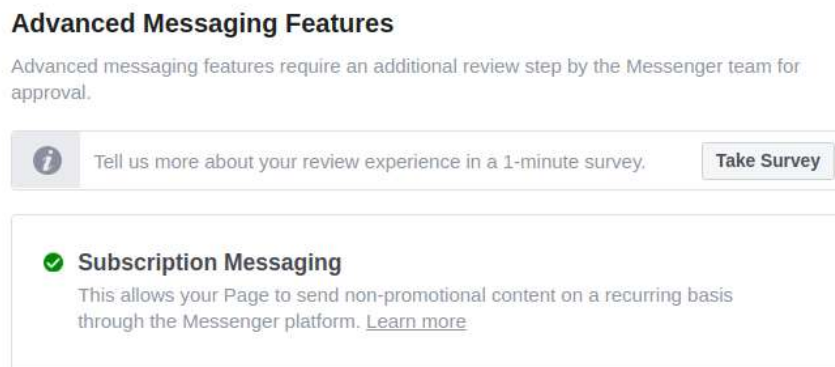 Advanced Messaging Features
Advanced messaging features require an additional review step by the Messenger team for
approval.
Tell us more about your review experience in a 1-minute survey.
Take Survey
Subscription Messaging
This allows your Page to send non-promotional content on a recurring basis
through the Messenger platform. Learn more